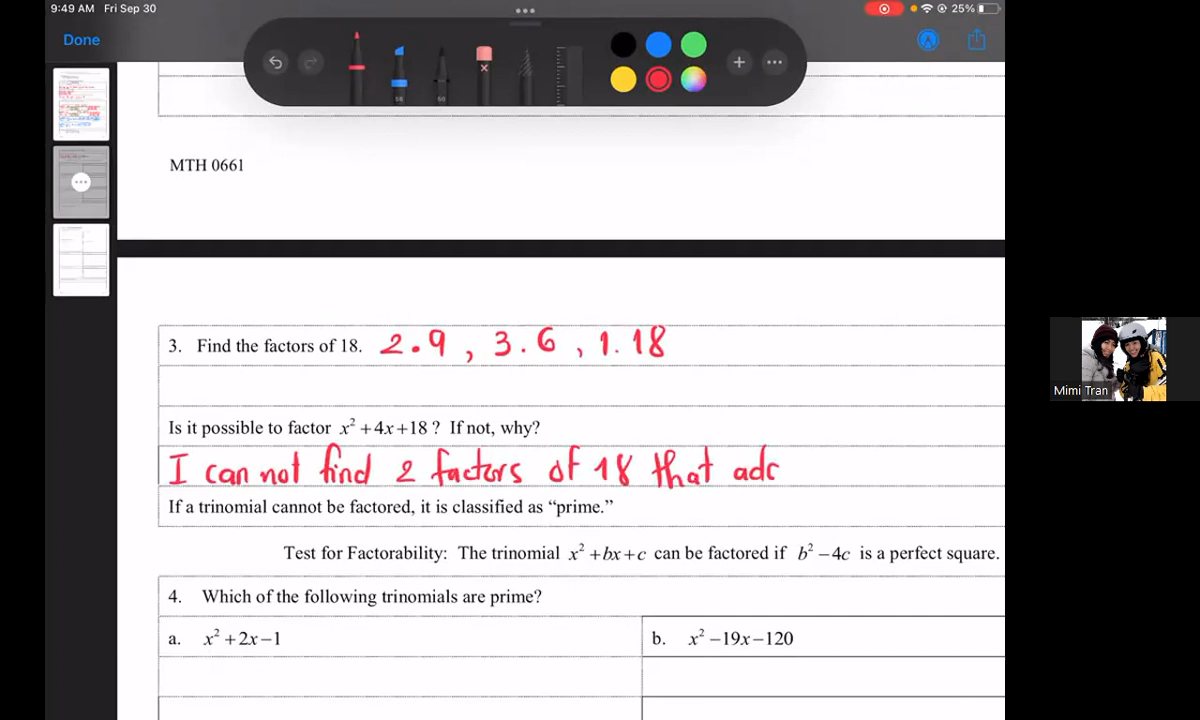 9:49 AM Fri Sep 30
25%
Done
58
50
MTH 0661
3. Find the factors of 18. 2.9, 3.6, 1.18
Is it possible to factor x² + 4x + 18? If not, why?
I can not find 2 factors of 18 that
If a trinomial cannot be factored, it is classified as “prime.”
Test for Factorability: The trinomial x² + bx + c can be factored if b² – 4c is a perfect square.
4. Which of the following trinomials are prime?
a. x² + 2x – 1
b. x² – 19x – 120
Mimi Tran